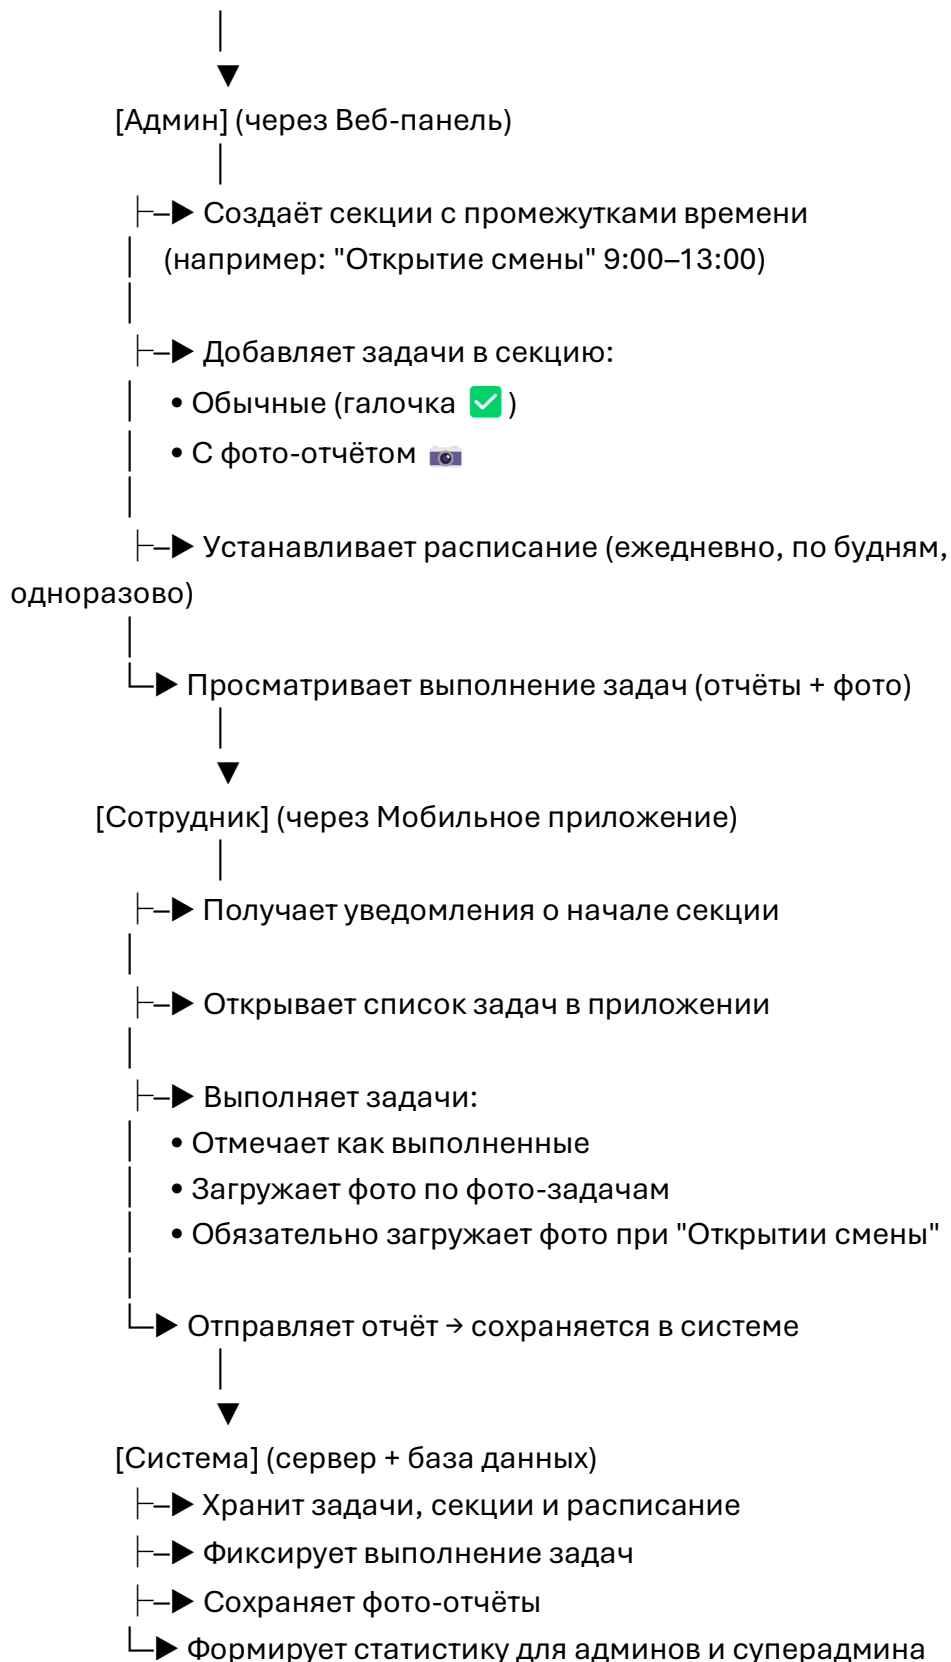 [Админ] (через Веб-панель)
├─► Создаёт секции с промежутками времени
│ (например: "Открытие смены" 9:00–13:00)
├─► Добавляет задачи в секцию:
│ • Обычные (галочка ✅)
│ • С фото-отчётом 📷
├─► Устанавливает расписание (ежедневно, по будням,
одноразово)
└─► Просматривает выполнение задач (отчёты + фото)
[Сотрудник] (через Мобильное приложение)
├─► Получает уведомления о начале секции
├─► Открывает список задач в приложении
├─► Выполняет задачи:
│ • Отмечает как выполненные
│ • Загружает фото по фото-задачам
│ • Обязательно загружает фото при "Открытии смены"
└─► Отправляет отчёт → сохраняется в системе
[Система] (сервер + база данных)
├─► Хранит задачи, секции и расписание
├─► Фиксирует выполнение задач
├─► Сохраняет фото-отчёты
└─► Формирует статистику для админов и суперадмина